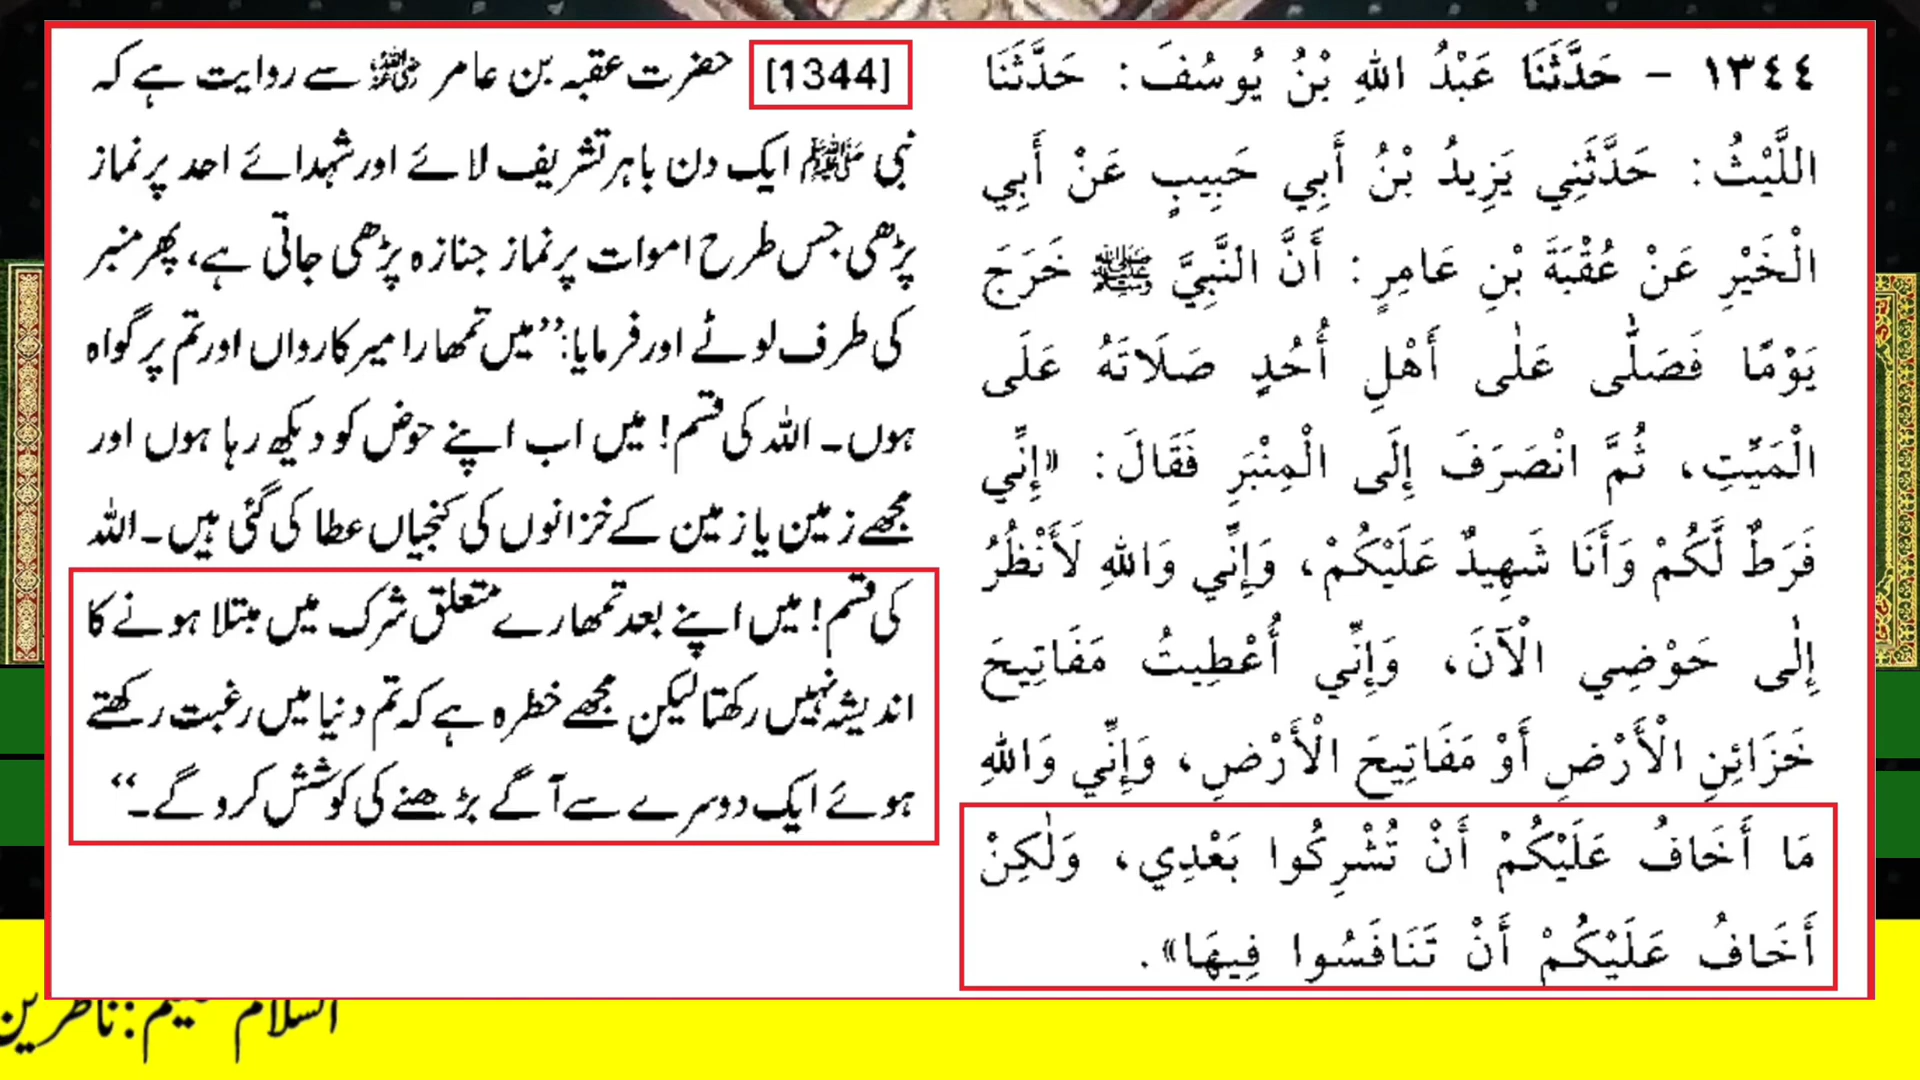 ١٣٤٤ - حَدَّثَنَا عَبْدُ اللهِ بْنُ يُوسُفَ: حَدَّثَنَا
اللَّيْثُ: حَدَّثَنِي يَزِيدُ بْنُ أَبِي حَبِيبٍ عَنْ أَبِي
الْخَيْرِ عَنْ عُقْبَةَ بْنِ عَامِرٍ: أَنَّ النَّبِيَّ ﷺ خَرَجَ
يَوْمًا فَصَلَّى عَلٰى أَهْلِ أُحُدٍ صَلَاتَهُ عَلَى
الْمَيِّتِ، ثُمَّ انْصَرَفَ إِلَى الْمِنْبَرِ فَقَالَ: «إِنِّي
فَرَطٌ لَّكُمْ وَأَنَا شَهِيدٌ عَلَيْكُمْ، وَإِنِّي وَاللهِ لَأَنْظُرُ
إِلٰى حَوْضِي الْآنَ، وَإِنِّي أُعْطِيتُ مَفَاتِيحَ
خَزَائِنِ الْأَرْضِ أَوْ مَفَاتِيحَ الْأَرْضِ، وَإِنِّي وَاللهِ
مَا أَخَافُ عَلَيْكُمْ أَنْ تُشْرِكُوا بَعْدِي، وَلٰكِنْ
أَخَافُ عَلَيْكُمْ أَنْ تَنَافَسُوا فِيهَا».
[1344] حضرت عقبہ بن عامر ؓ سے روایت ہے کہ
نبی ﷺ ایک دن باہر تشریف لائے اور شہدائے احد پر نماز
پڑھی جس طرح اموات پر نماز جنازہ پڑھی جاتی ہے، پھر منبر
کی طرف لوٹے اور فرمایا: ’’میں تمھارا میر کارواں اور تم پر گواہ
ہوں۔ اللہ کی قسم! میں اب اپنے حوض کو دیکھ رہا ہوں اور
مجھے زمین یا زمین کے خزانوں کی کنجیاں عطا کی گئی ہیں۔ اللہ
کی قسم! میں اپنے بعد تمھارے متعلق شرک میں مبتلا ہونے کا
اندیشہ نہیں رکھتا لیکن مجھے خطرہ ہے کہ تم دنیا میں رغبت رکھتے
ہوئے ایک دوسرے سے آگے بڑھنے کی کوشش کرو گے۔‘‘
السلام علیکم: ناظرین